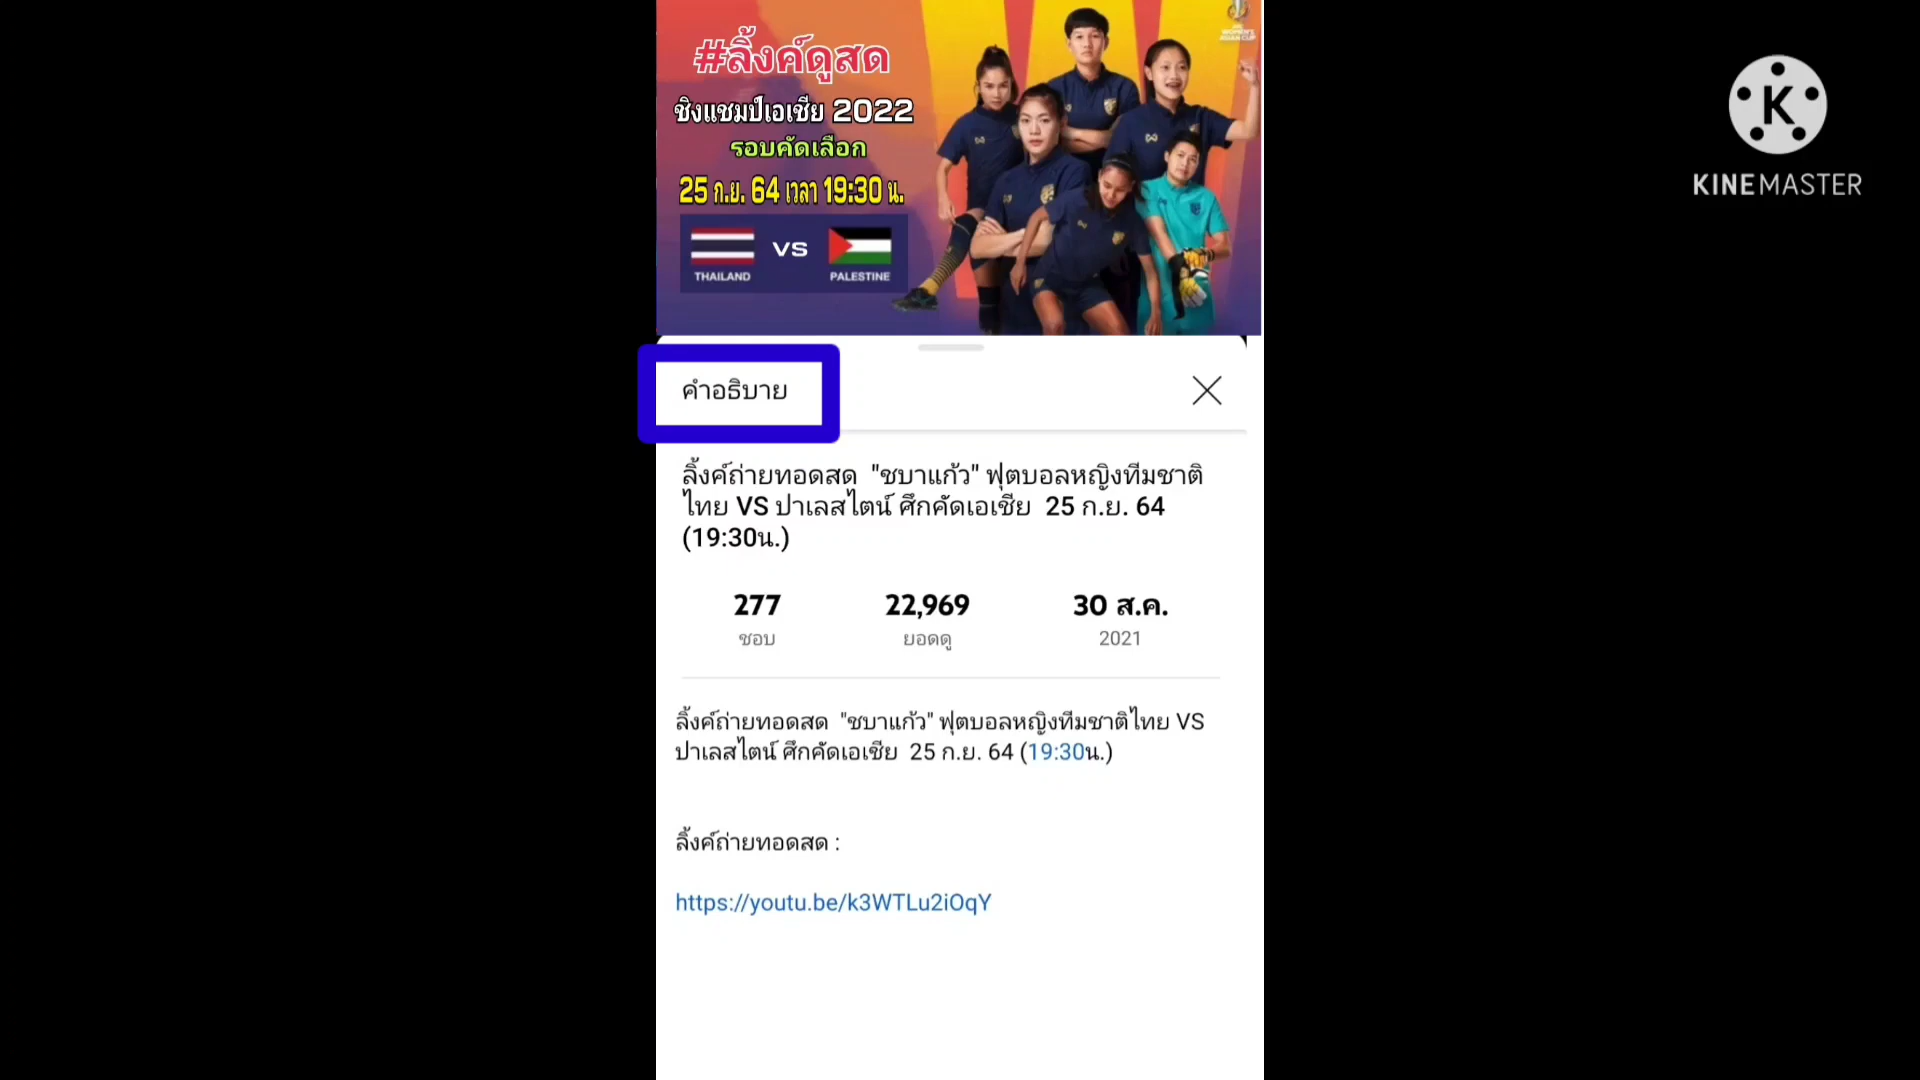 #ลิ้งค์ดูสด
ชิงแชมป์เอเชีย 2022
รอบคัดเลือก
25 ก.ย. 64 เวลา 19:30 น.
VS
THAILAND
PALESTINE
WOMEN'S
ASIAN CUP
KINEMASTER
คำอธิบาย
ลิ้งค์ถ่ายทอดสด "ชบาแก้ว" ฟุตบอลหญิงทีมชาติ
ไทย VS ปาเลสไตน์ ศึกคัดเอเชีย 25 ก.ย. 64
(19:30น.)
277
22,969
30 ส.ค.
ชอบ
ยอดดู
2021
ลิ้งค์ถ่ายทอดสด "ชบาแก้ว" ฟุตบอลหญิงทีมชาติไทย VS
ปาเลสไตน์ ศึกคัดเอเชีย 25 ก.ย. 64 (19:30น.)
ลิ้งค์ถ่ายทอดสด :
https://youtu.be/k3WTLu2iOqY